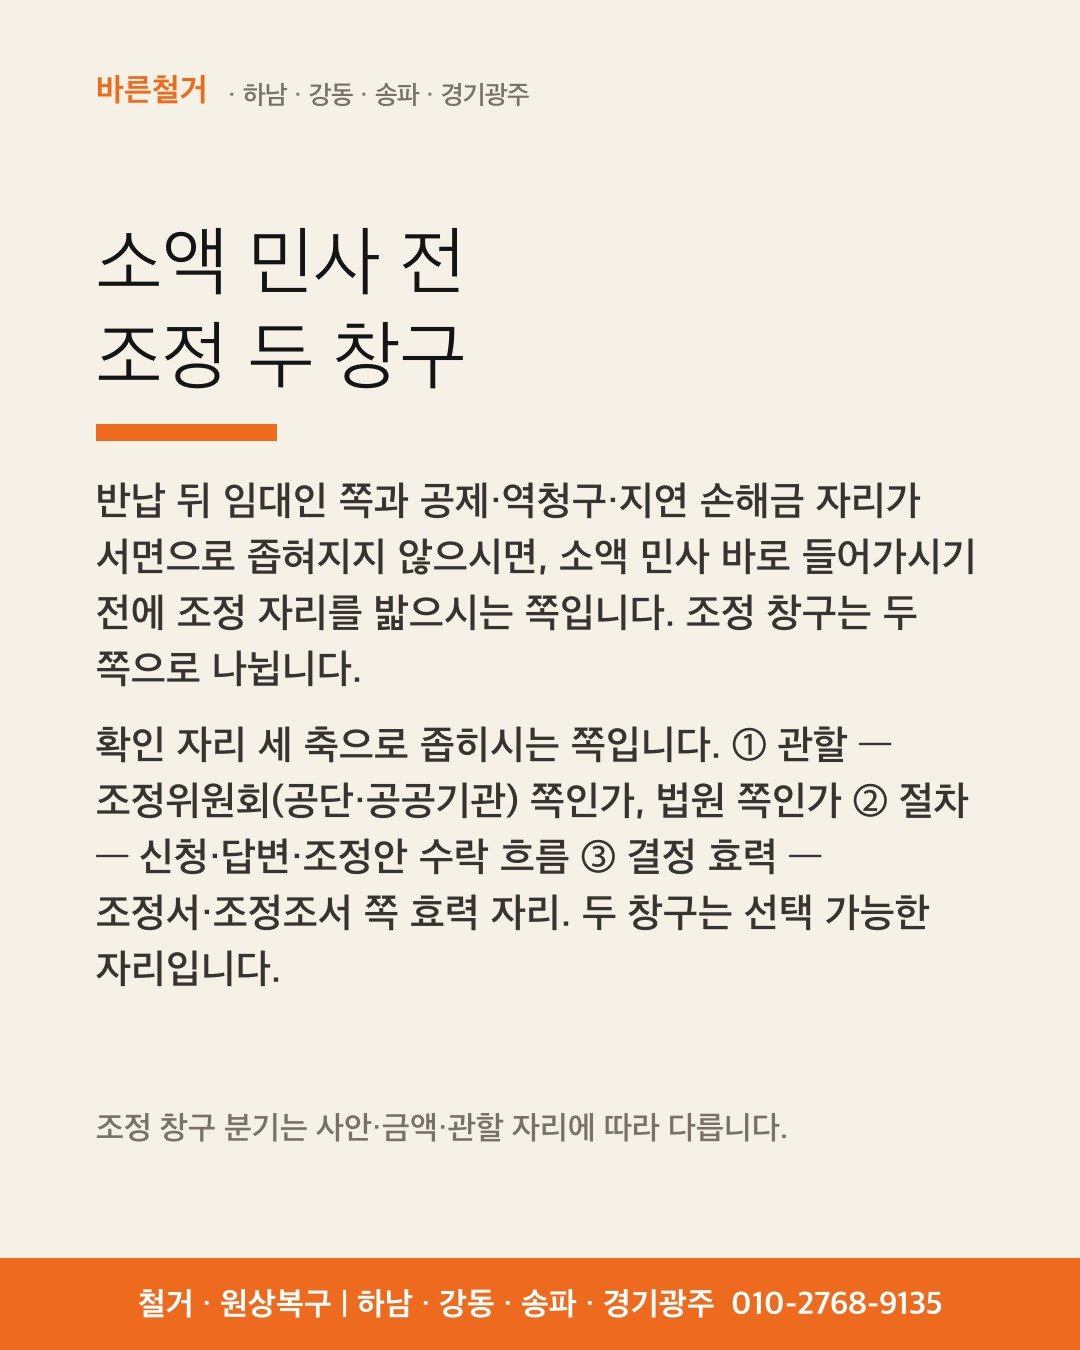 바른철거 · 하남 · 강동 · 송파 · 경기광주
소액 민사 전
조정 두 창구
반납 뒤 임대인 쪽과 공제·역청구·지연 손해금 자리가
서면으로 좁혀지지 않으시면, 소액 민사 바로 들어가시기
전에 조정 자리를 밟으시는 쪽입니다. 조정 창구는 두
쪽으로 나뉩니다.
확인 자리 세 축으로 좁히시는 쪽입니다. ① 관할 —
조정위원회(공단·공공기관) 쪽인가, 법원 쪽인가 ② 절차
— 신청·답변·조정안 수락 흐름 ③ 결정 효력 —
조정서·조정조서 쪽 효력 자리. 두 창구는 선택 가능한
자리입니다.
조정 창구 분기는 사안·금액·관할 자리에 따라 다릅니다.
철거 · 원상복구 | 하남 · 강동 · 송파 · 경기광주 010-2768-9135